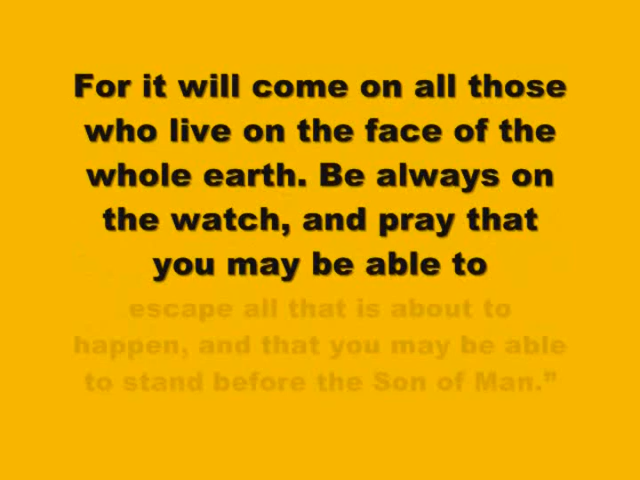 For it will come on all those
who live on the face of the
whole earth. Be always on
the watch, and pray that
you may be able to
escape all that is about to
happen, and that you may be able
to stand before the Son of Man.”